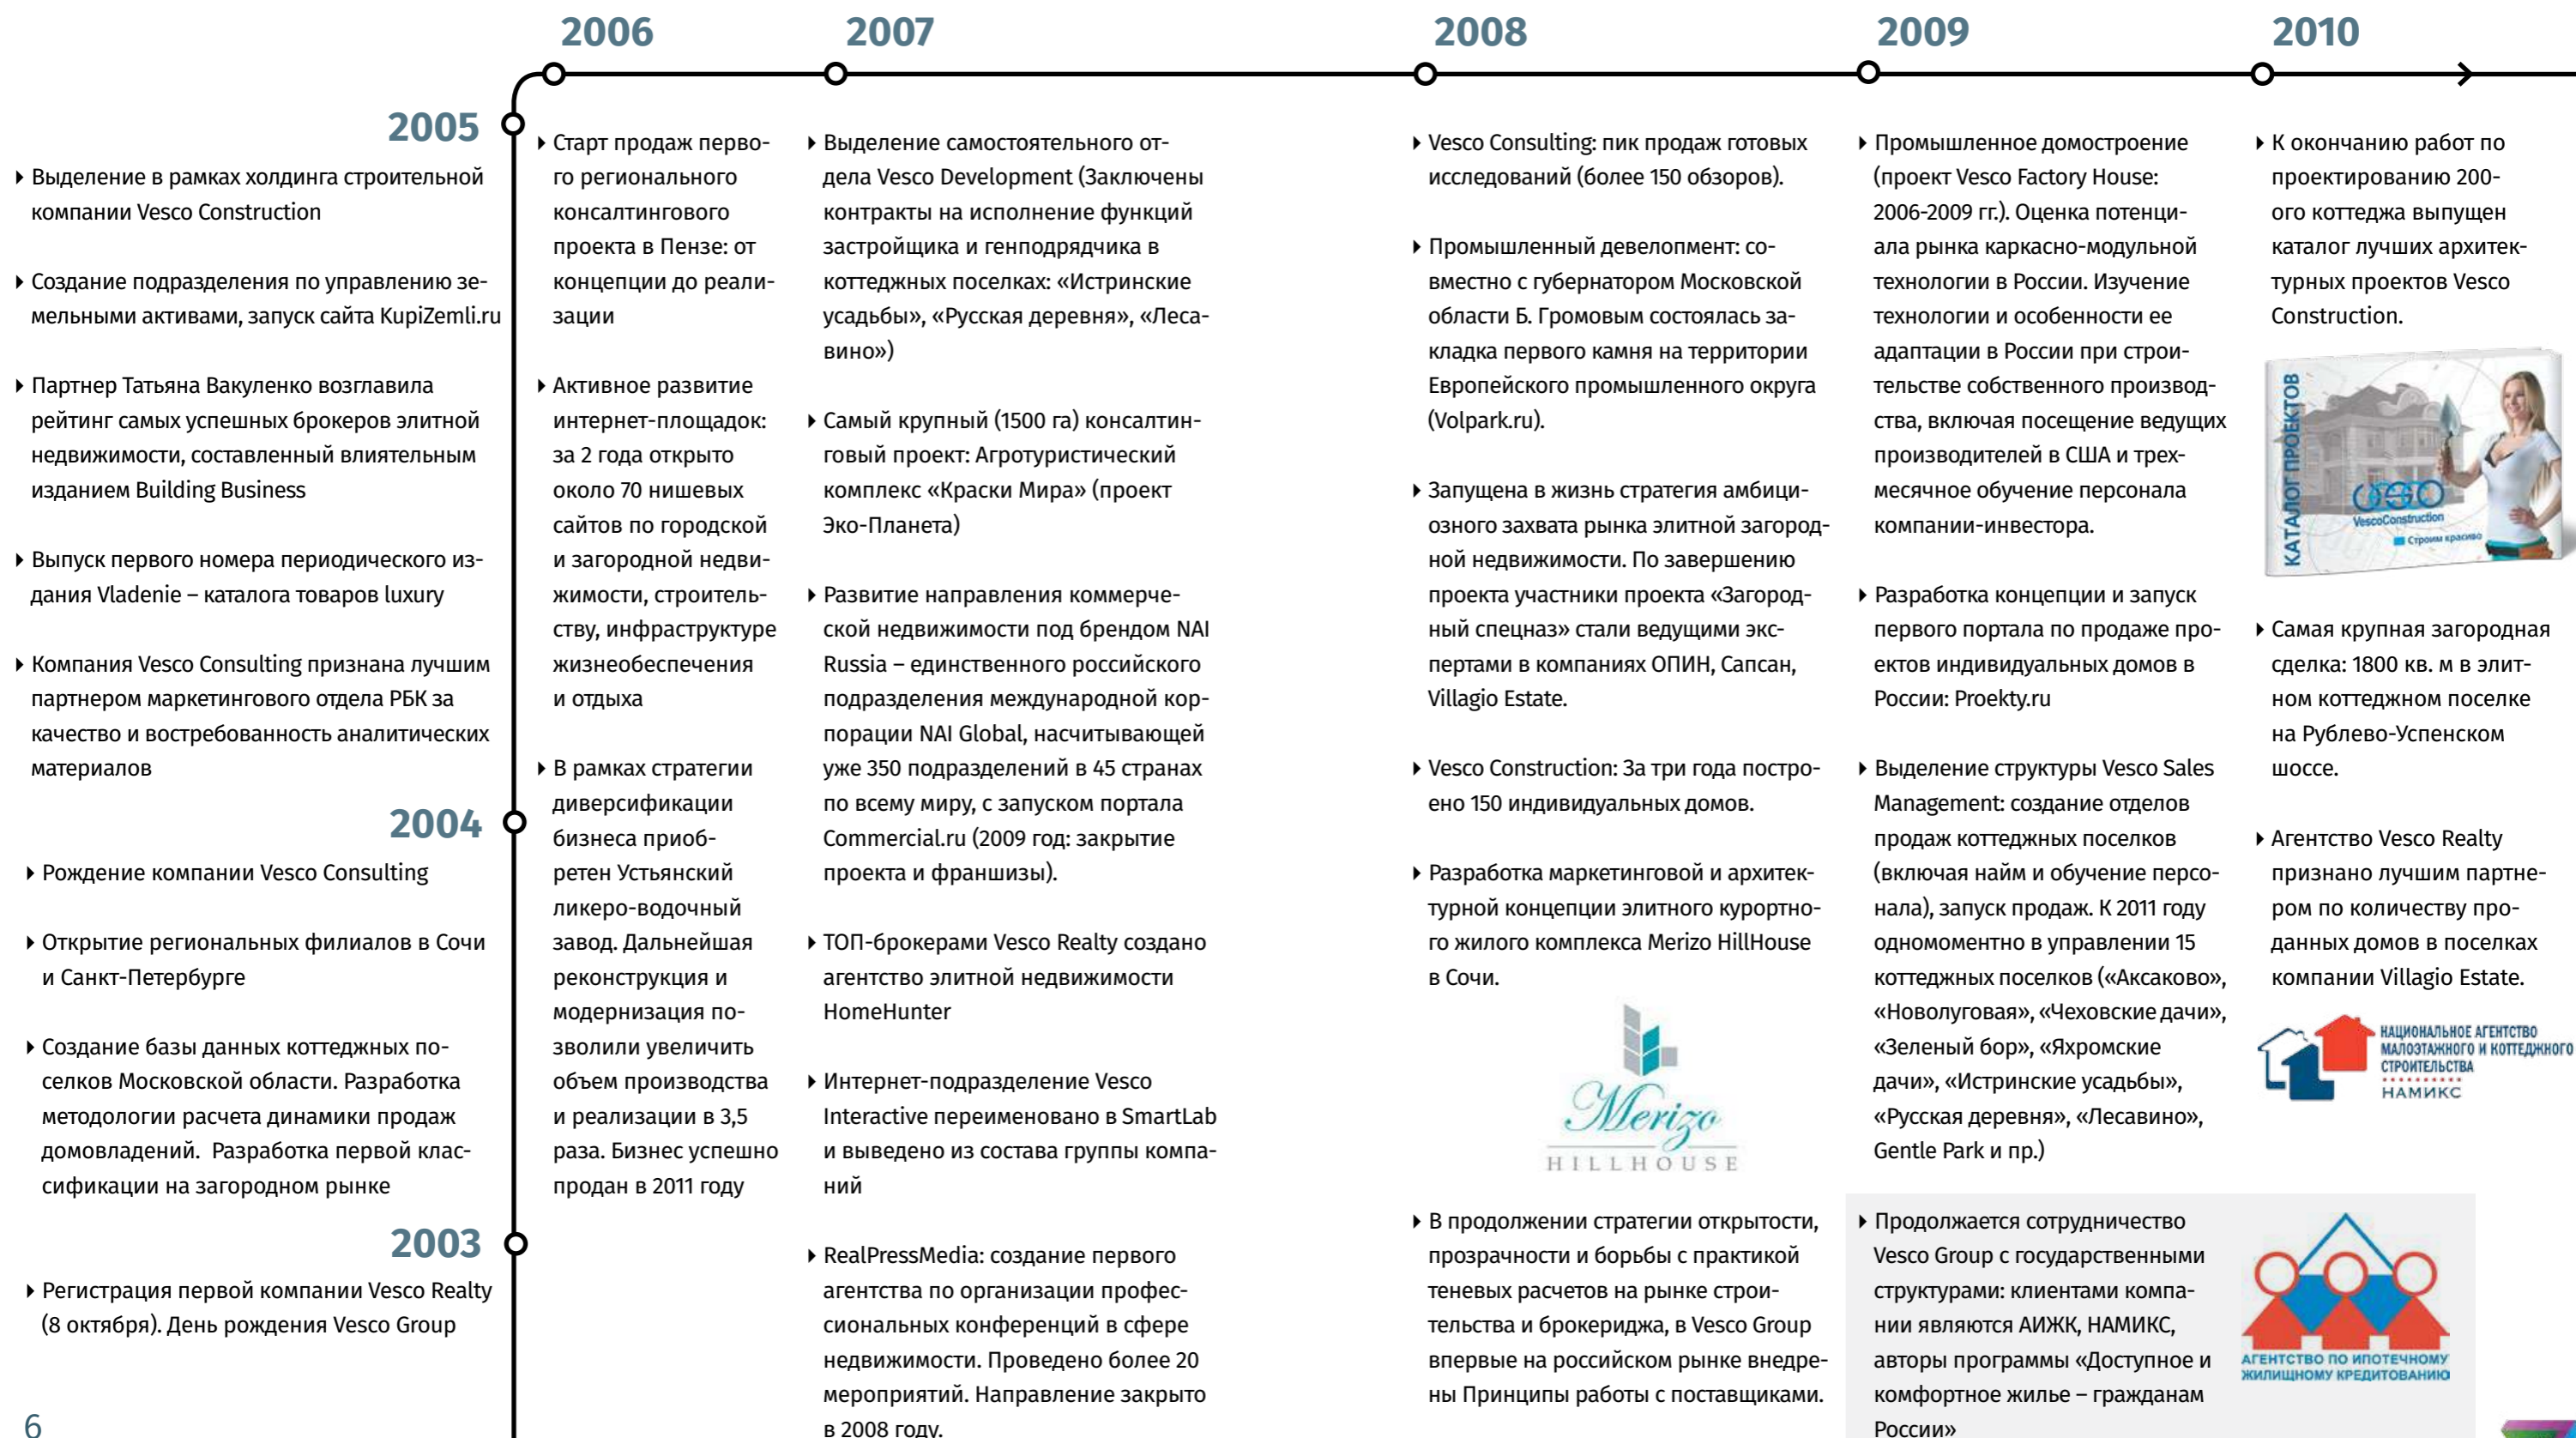 2003
Регистрация первой компании Vesco Realty
(8 октября). День рождения Vesco Group
2004
Рождение компании Vesco Consulting
Открытие региональных филиалов в Сочи
и Санкт-Петербурге
Создание базы данных коттеджных по-
селков Московской области. Разработка
методологии расчета динамики продаж
домовладений. Разработка первой клас-
сификации на загородном рынке
2005
Выделение в рамках холдинга строительной
компании Vesco Construction
Создание подразделения по управлению зе-
мельными активами, запуск сайта KupiZemli.ru
Партнер Татьяна Вакуленко возглавила
рейтинг самых успешных брокеров элитной
недвижимости, составленный влиятельным
изданием Building Business
Выпуск первого номера периодического из-
дания Vladenie – каталога товаров luxury
Компания Vesco Consulting признана лучшим
партнером маркетингового отдела РБК за
качество и востребованность аналитических
материалов
2006
Старт продаж перво-
го регионального
консалтингового
проекта в Пензе: от
концепции до реали-
зации
Активное развитие
интернет-площадок:
за 2 года открыто
около 70 нишевых
сайтов по городской
и загородной недви-
жимости, строитель-
ству, инфраструктуре
жизнеобеспечения
и отдыха
В рамках стратегии
диверсификации
бизнеса приоб-
ретен Устьянский
ликеро-водочный
завод. Дальнейшая
реконструкция и
модернизация по-
зволили увеличить
объем производства
и реализации в 3,5
раза. Бизнес успешно
продан в 2011 году
2007
Выделение самостоятельного от-
дела Vesco Development (Заключены
контракты на исполнение функций
застройщика и генподрядчика в
коттеджных поселках: «Истринские
усадьбы», «Русская деревня», «Леса-
вино»)
Самый крупный (1500 га) консалтин-
говый проект: Агротуристический
комплекс «Краски Мира» (проект
Эко-Планета)
Развитие направления коммерче-
ской недвижимости под брендом NAI
Russia – единственного российского
подразделения международной кор-
порации NAI Global, насчитывающей
уже 350 подразделений в 45 странах
по всему миру, с запуском портала
Commercial.ru (2009 год: закрытие
проекта и франшизы).
ТОП-брокерами Vesco Realty создано
агентство элитной недвижимости
HomeHunter
Интернет-подразделение Vesco
Interactive переименовано в SmartLab
и выведено из состава группы компа-
ний
RealPressMedia: создание первого
агентства по организации профес-
сиональных конференций в сфере
недвижимости. Проведено более 20
мероприятий. Направление закрыто
в 2008 году.
2008
Vesco Consulting: пик продаж готовых
исследований (более 150 обзоров).
Промышленный девелопмент: со-
вместно с губернатором Московской
области Б. Громовым состоялась за-
кладка первого камня на территории
Европейского промышленного округа
(Volpark.ru).
Запущена в жизнь стратегия амбици-
озного захвата рынка элитной загород-
ной недвижимости. По завершению
проекта участники проекта «Загород-
ный спецназ» стали ведущими экс-
пертами в компаниях ОПИН, Сапсан,
Villagio Estate.
Vesco Construction: За три года постро-
ено 150 индивидуальных домов.
Разработка маркетинговой и архитек-
турной концепции элитного курортно-
го жилого комплекса Merizo HillHouse
в Сочи.
Merizo
HILLHOUSE
В продолжении стратегии открытости,
прозрачности и борьбы с практикой
теневых расчетов на рынке строи-
тельства и брокериджа, в Vesco Group
впервые на российском рынке внедре-
ны Принципы работы с поставщиками.
2009
Промышленное домостроение
(проект Vesco Factory House:
2006-2009 гг.). Оценка потенци-
ала рынка каркасно-модульной
технологии в России. Изучение
технологии и особенности ее
адаптации в России при строи-
тельстве собственного производ-
ства, включая посещение ведущих
производителей в США и трех-
месячное обучение персонала
компании-инвестора.
Разработка концепции и запуск
первого портала по продаже про-
ектов индивидуальных домов в
России: Proekty.ru
Выделение структуры Vesco Sales
Management: создание отделов
продаж коттеджных поселков
(включая найм и обучение персо-
нала), запуск продаж. К 2011 году
одномоментно в управлении 15
коттеджных поселков («Аксаково»,
«Новолуговая», «Чеховские дачи»,
«Зеленый бор», «Яхромские
дачи», «Истринские усадьбы»,
«Русская деревня», «Лесавино»,
Gentle Park и пр.)
Продолжается сотрудничество
Vesco Group с государственными
структурами: клиентами компа-
нии являются АИЖК, НАМИКС,
авторы программы «Доступное и
комфортное жилье – гражданам
России»
АГЕНТСТВО ПО ИПОТЕЧНОМУ
ЖИЛИЩНОМУ КРЕДИТОВАНИЮ
2010
К окончанию работ по
проектированию 200-
ого коттеджа выпущен
каталог лучших архитек-
турных проектов Vesco
Construction.
КАТАЛОГ ПРОЕКТОВ
vesco
VescoConstruction
Строим красиво
Самая крупная загородная
сделка: 1800 кв. м в элит-
ном коттеджном поселке
на Рублево-Успенском
шоссе.
Агентство Vesco Realty
признано лучшим партне-
ром по количеству про-
данных домов в поселках
компании Villagio Estate.
НАЦИОНАЛЬНОЕ АГЕНТСТВО
МАЛОЭТАЖНОГО И КОТТЕДЖНОГО
СТРОИТЕЛЬСТВА
НАМИКС
6